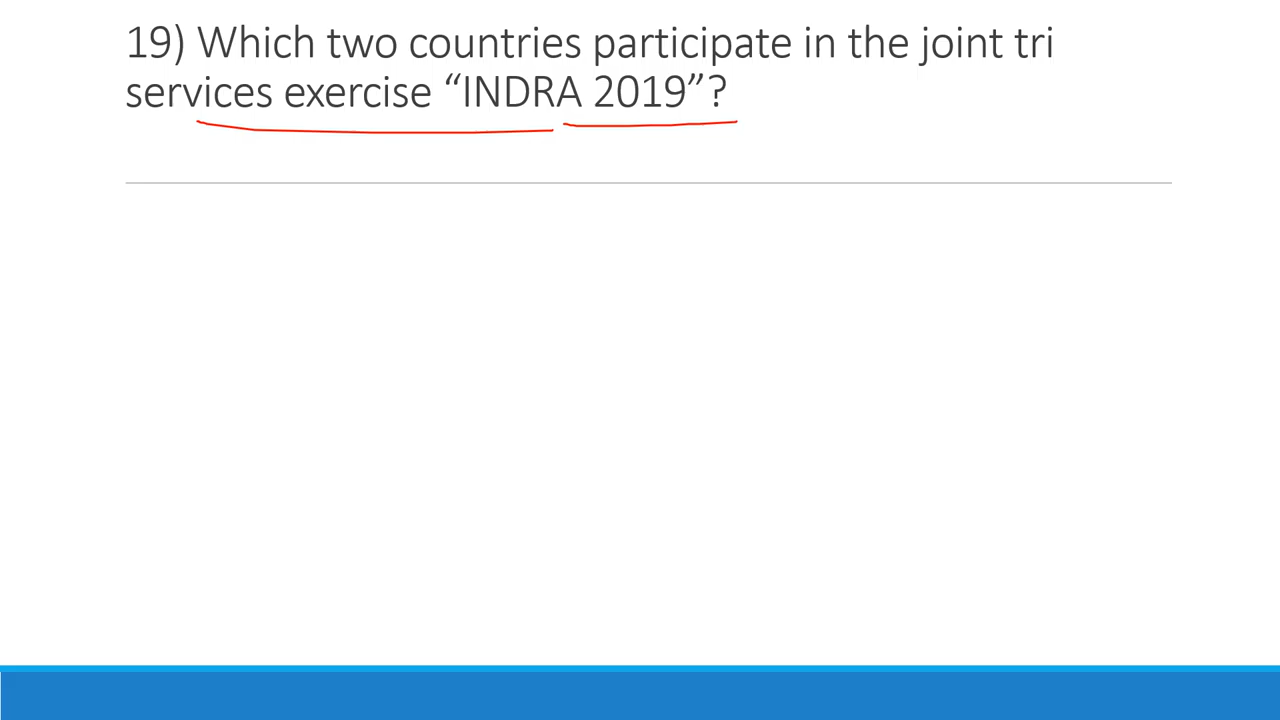 19) Which two countries participate in the joint tri
services exercise “INDRA 2019”?